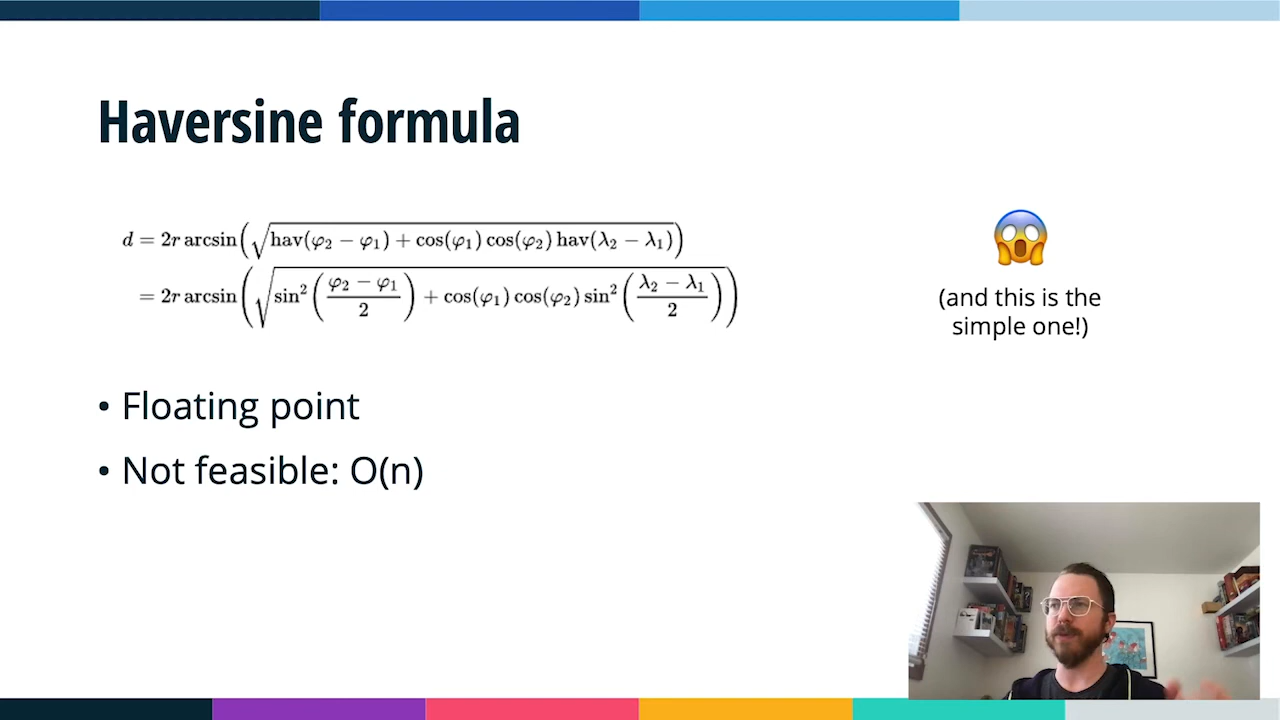 Haversine formula
d = 2r arcsin(√(hav(φ₂ − φ₁) + cos(φ₁) cos(φ₂) hav(λ₂ − λ₁)))
= 2r arcsin(√(sin²((φ₂ − φ₁)/2) + cos(φ₁) cos(φ₂) sin²((λ₂ − λ₁)/2)))
(and this is the
simple one!)
• Floating point
• Not feasible: O(n)